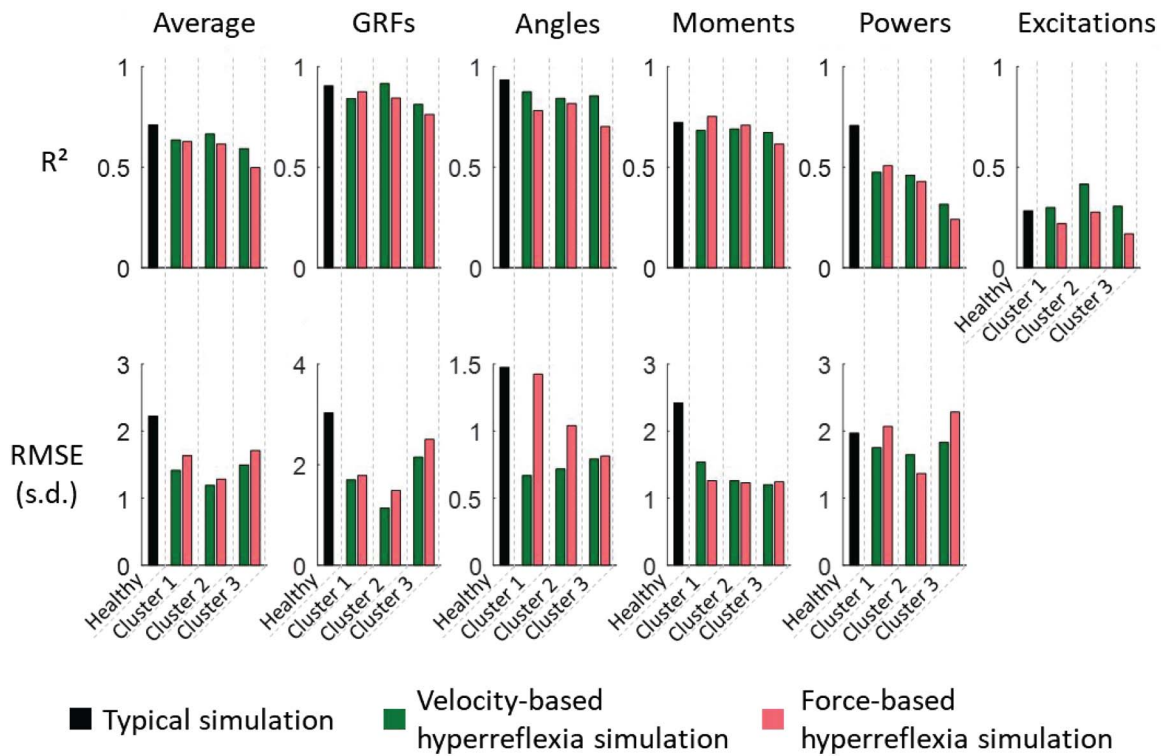 Average GRFs Angles Moments Powers Excitations
R²
1 1 1 1 1 1
0.5 0.5 0.5 0.5 0.5 0.5
0 0 0 0 0 0
Healthy
Cluster 1
Cluster 2
Cluster 3
RMSE
(s.d.)
3 4 1.5 3 3
2 2 1 2 2
1 0.5 1 1
0 0 0 0 0
Healthy Healthy Healthy Healthy Healthy
Cluster 1 Cluster 1 Cluster 1 Cluster 1 Cluster 1
Cluster 2 Cluster 2 Cluster 2 Cluster 2 Cluster 2
Cluster 3 Cluster 3 Cluster 3 Cluster 3 Cluster 3
Typical simulation
Velocity-based
hyperreflexia simulation
Force-based
hyperreflexia simulation